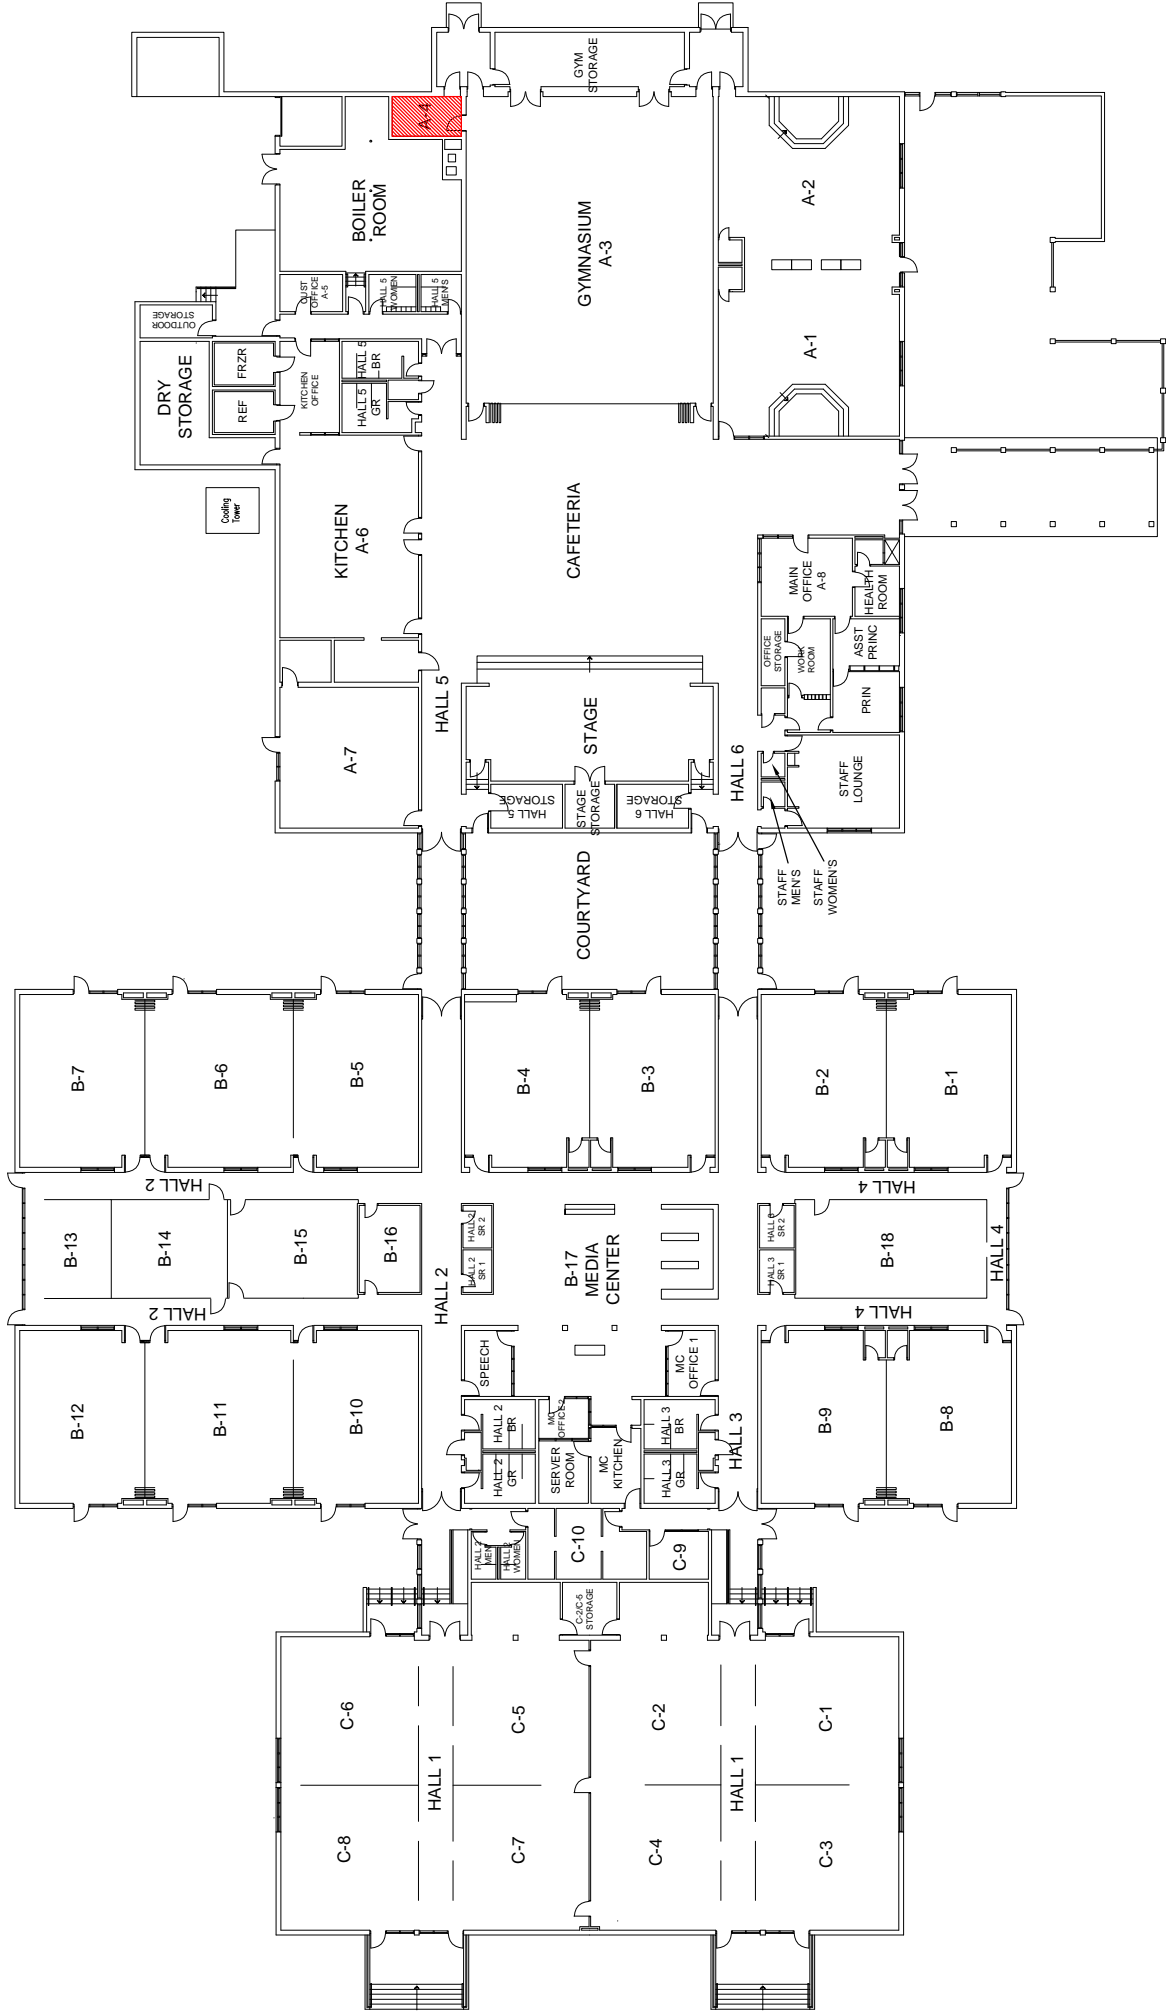 GYM
STORAGE
A-4
BOILER
ROOM
GYMNASIUM
A-3
A-2
A-1
CUST
OFFICE
A-5
HALL 5
WOMEN
HALL 5
MEN'S
OUTDOOR
STORAGE
DRY
STORAGE
FRZR
REF
KITCHEN
OFFICE
HALL 5
BR
HALL 5
GR
Cooling
Tower
KITCHEN
A-6
CAFETERIA
MAIN
OFFICE
A-8
HEALTH
ROOM
OFFICE
STORAGE
WORK
ROOM
ASST
PRINC
PRIN
HALL 5
A-7
STAGE
HALL 6
STAFF
LOUNGE
HALL 5
STORAGE
STAGE
STORAGE
HALL 6
STORAGE
STAFF
MEN'S
STAFF
WOMEN'S
COURTYARD
B-7
B-6
B-5
B-4
B-3
B-2
B-1
HALL 2
HALL 4
B-13
B-14
B-15
B-16
HALL 2
SR 2
HALL 2
SR 1
HALL 2
B-17
MEDIA
CENTER
HALL 3
SR 2
HALL 3
SR 1
B-18
HALL 4
HALL 2
HALL 4
SPEECH
MC
OFFICE 1
B-12
B-11
B-10
HALL 2
BR
HALL 2
GR
MC
OFFICE 2
SERVER
ROOM
MC
KITCHEN
HALL 3
BR
HALL 3
GR
HALL 3
B-9
B-8
HALL 2
MEN
HALL 2
WOMEN
C-10
C-9
C-2/C-5
STORAGE
C-6
C-5
C-2
C-1
HALL 1
HALL 1
C-8
C-7
C-4
C-3